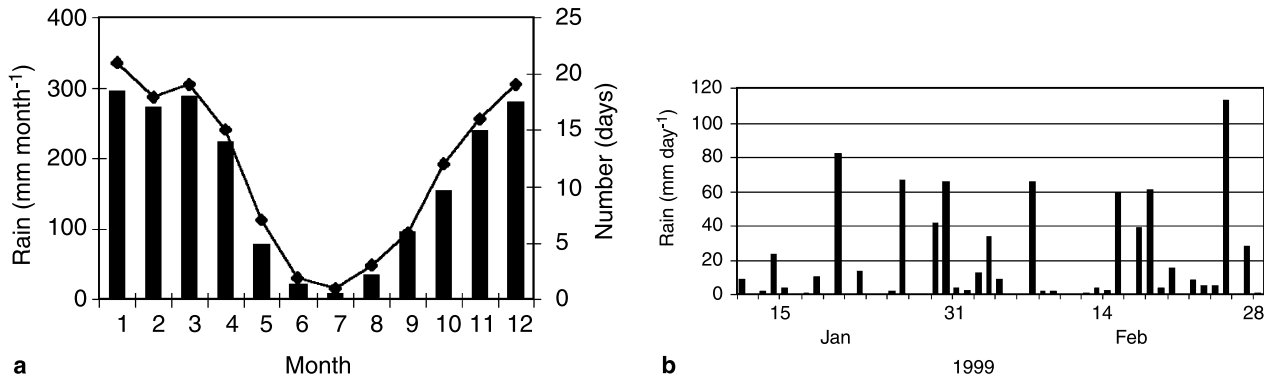 400
300
200
100
0
Rain (mm month-1)
25
20
15
10
5
0
Number (days)
1 2 3 4 5 6 7 8 9 10 11 12
Month
a
120
100
80
60
40
20
0
Rain (mm day-1)
15 31 14 28
Jan Feb
1999
b